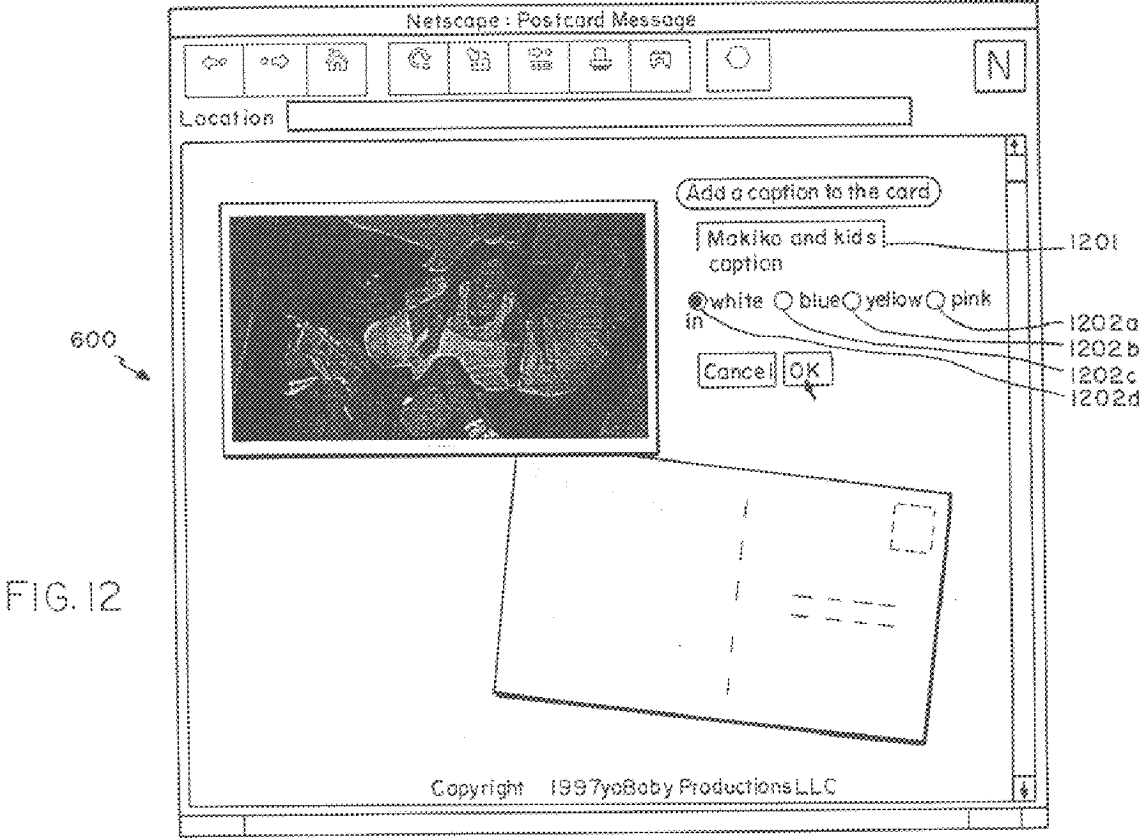 Netscape : Postcard Message
N
Location
Add a caption to the card
Makiko and kids
caption
1201
white blue yellow pink
in
1202a
1202b
1202c
1202d
Cancel OK
600
FIG. 12
Copyright 1997yoBoby Productions LLC